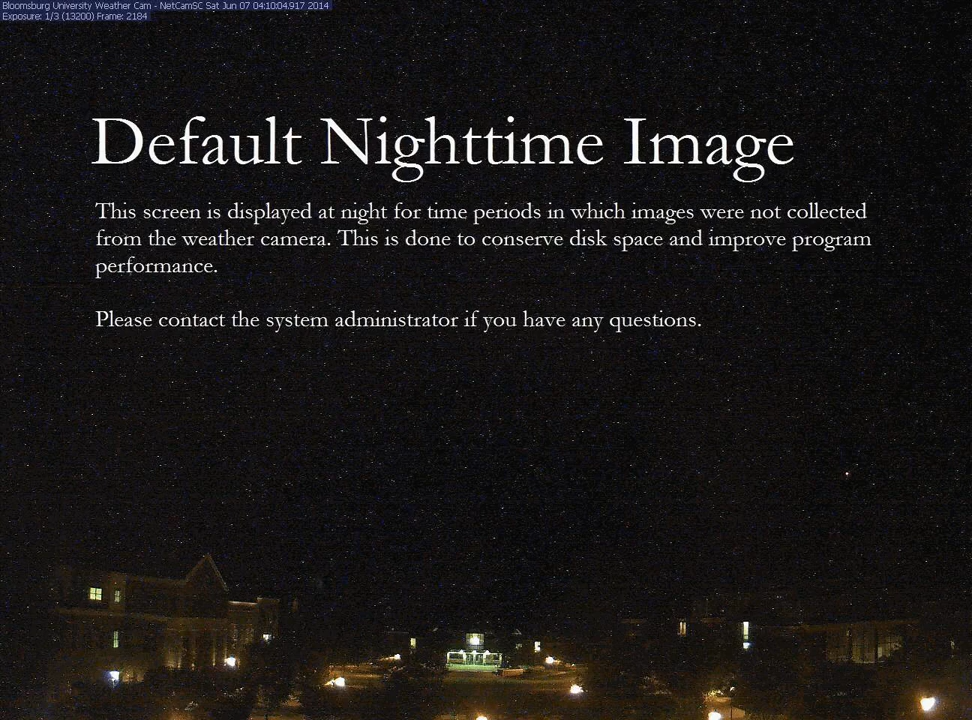 Bloomsburg University Weather Cam - NetCamSC Sat Jun 07 04:10:04.917 2014
Exposure: 1/3 (13200) Frame: 2184
Default Nighttime Image
This screen is displayed at night for time periods in which images were not collected
from the weather camera. This is done to conserve disk space and improve program
performance.
Please contact the system administrator if you have any questions.